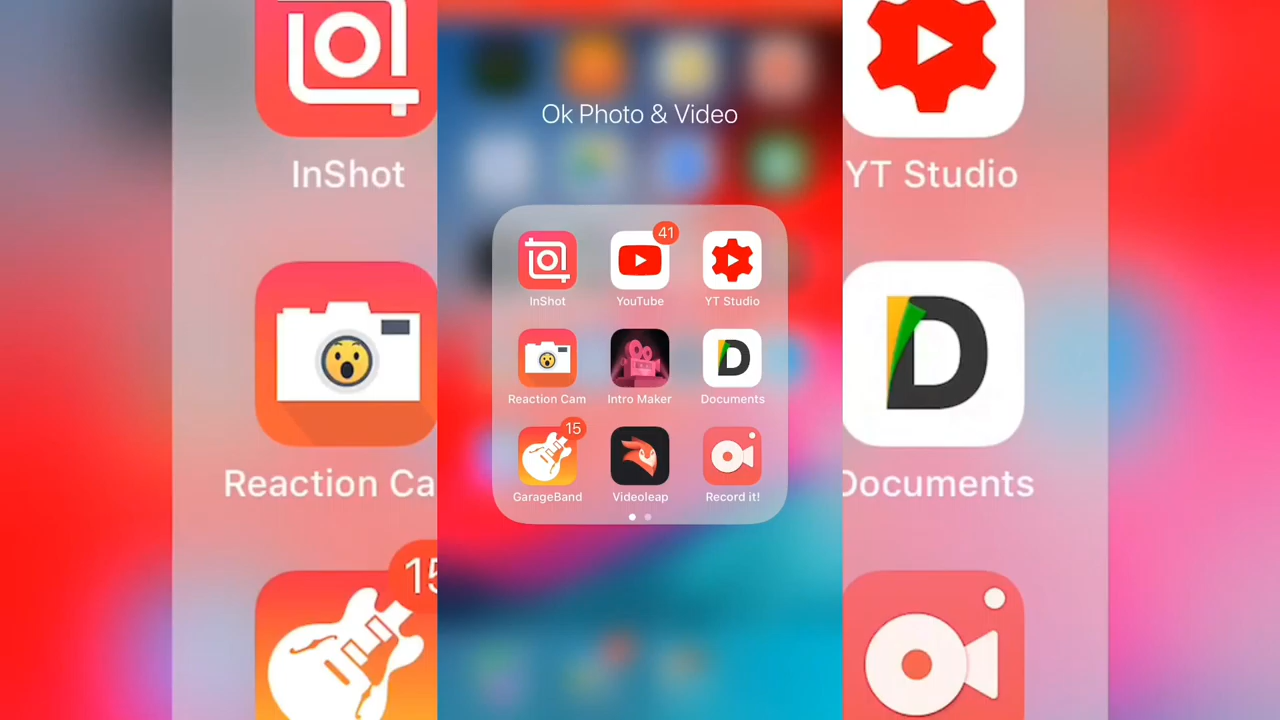 Ok Photo & Video
InShot
YT Studio
41
InShot YouTube YT Studio
Reaction Cam Intro Maker Documents
15
GarageBand Videoleap Record it!
Reaction Ca
Documents
15